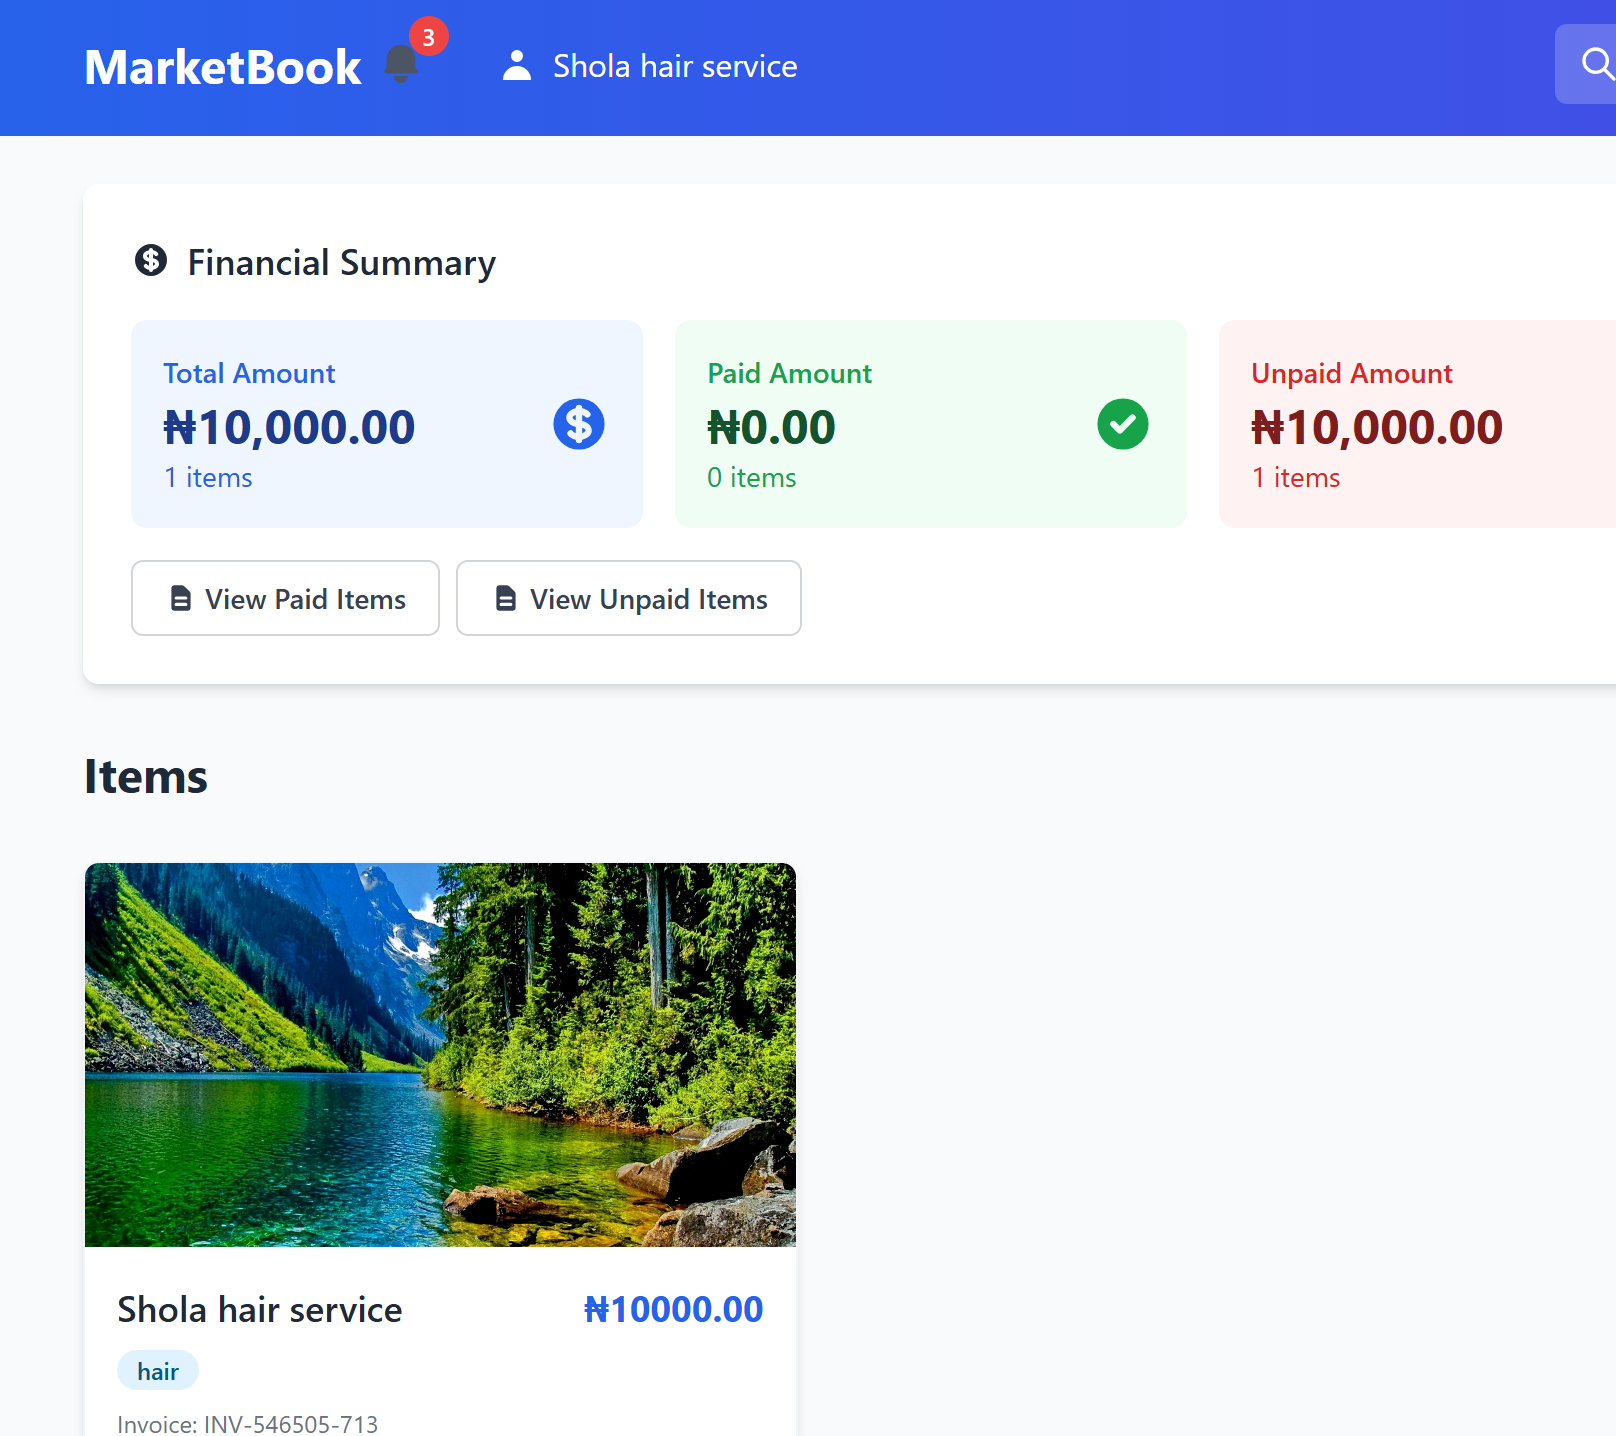 MarketBook
3
Shola hair service
Financial Summary
Total Amount
₦10,000.00
1 items
Paid Amount
₦0.00
0 items
Unpaid Amount
₦10,000.00
1 items
View Paid Items
View Unpaid Items
Items
Shola hair service
₦10000.00
hair
Invoice: INV-546505-713